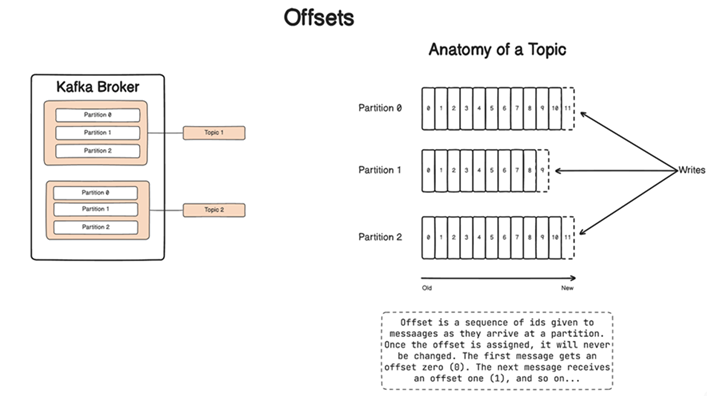 Offsets
Kafka Broker
Partition 0
Partition 1
Partition 2
Topic 1
Partition 0
Partition 1
Partition 2
Topic 2
Anatomy of a Topic
Partition 0
0 1 2 3 4 5 6 7 8 9 10 11
Partition 1
0 1 2 3 4 5 6 7 8 9
Partition 2
0 1 2 3 4 5 6 7 8 9 10 11
Writes
Old
New
Offset is a sequence of ids given to
messaages as they arrive at a partition.
Once the offset is assigned, it will never
be changed. The first message gets an
offset zero (0). The next message receives
an offset one (1), and so on...